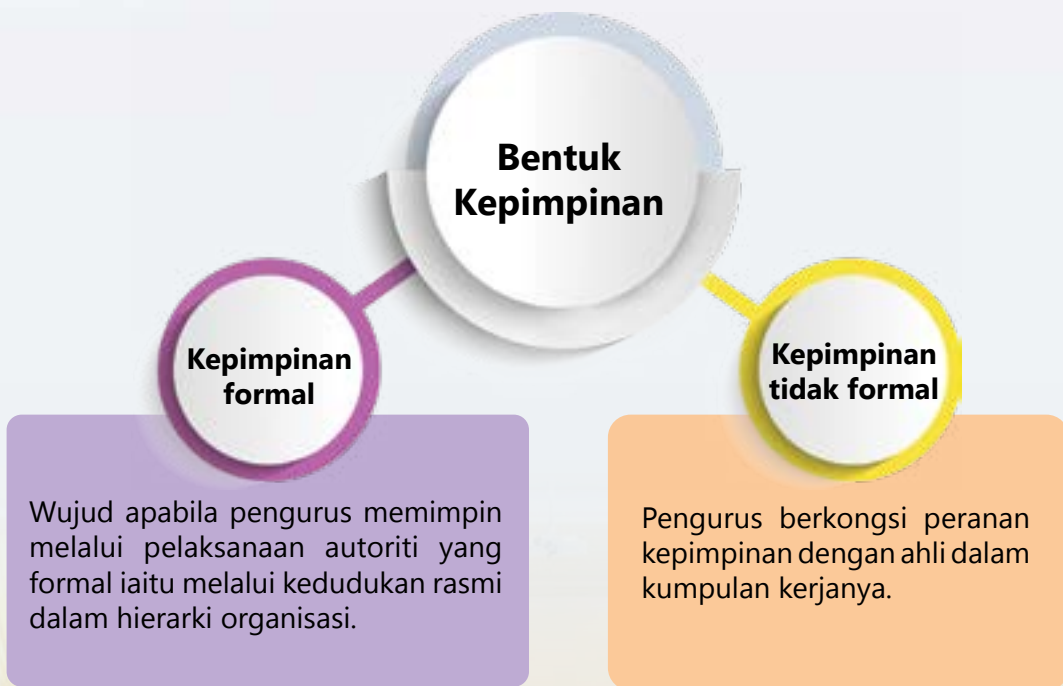 Bentuk
Kepimpinan
Kepimpinan
formal
Wujud apabila pengurus memimpin
melalui pelaksanaan autoriti yang
formal iaitu melalui kedudukan rasmi
dalam hierarki organisasi.
Kepimpinan
tidak formal
Pengurus berkongsi peranan
kepimpinan dengan ahli dalam
kumpulan kerjanya.